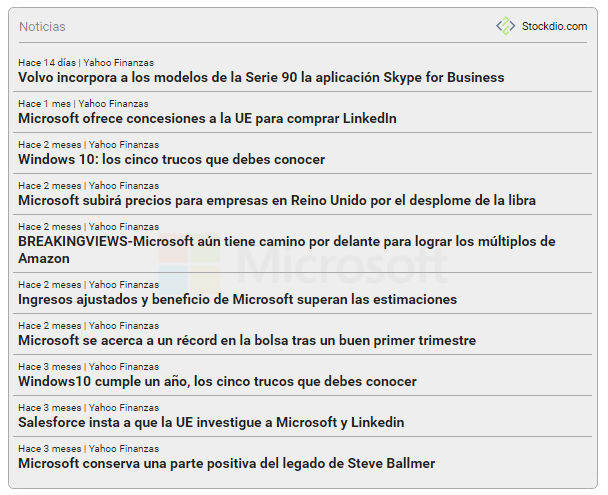 Noticias
Stockdio.com
Hace 14 días | Yahoo Finanzas
Volvo incorpora a los modelos de la Serie 90 la aplicación Skype for Business
Hace 1 mes | Yahoo Finanzas
Microsoft ofrece concesiones a la UE para comprar LinkedIn
Hace 2 meses | Yahoo Finanzas
Windows 10: los cinco trucos que debes conocer
Hace 2 meses | Yahoo Finanzas
Microsoft subirá precios para empresas en Reino Unido por el desplome de la libra
Hace 2 meses | Yahoo Finanzas
BREAKINGVIEWS-Microsoft aún tiene camino por delante para lograr los múltiplos de
Amazon
Microsoft
Hace 2 meses | Yahoo Finanzas
Ingresos ajustados y beneficio de Microsoft superan las estimaciones
Hace 2 meses | Yahoo Finanzas
Microsoft se acerca a un récord en la bolsa tras un buen primer trimestre
Hace 3 meses | Yahoo Finanzas
Windows10 cumple un año, los cinco trucos que debes conocer
Hace 3 meses | Yahoo Finanzas
Salesforce insta a que la UE investigue a Microsoft y Linkedin
Hace 3 meses | Yahoo Finanzas
Microsoft conserva una parte positiva del legado de Steve Ballmer